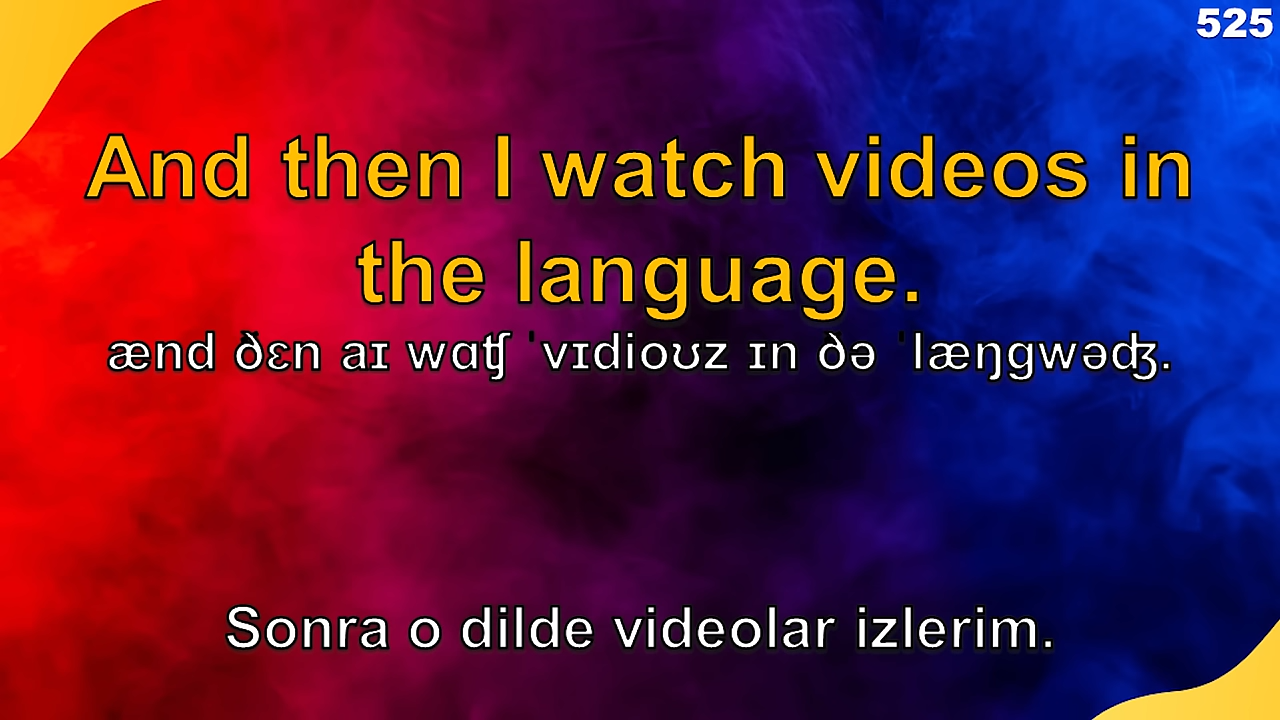 525
And then I watch videos in
the language.
ænd ðɛn aɪ wɑʧ ˈvɪdioʊz ɪn ðə ˈlæŋgwəʤ.
Sonra o dilde videolar izlerim.